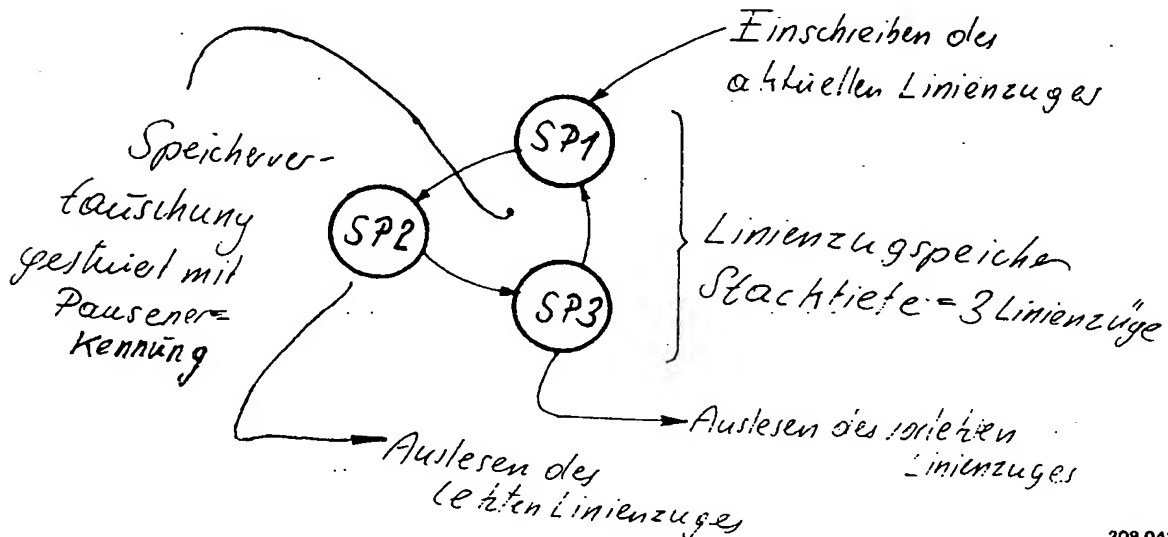 Einschreiben des
aktuellen Linienzuges
SP1
Speicherver-
tauschung
gesteuert mit
Pausener=
kennung
SP2
SP3
Linienzugspeicher
Stacktiefe = 3 Linienzüge
Auslesen des
Linienzuges
Auslesen des
letzten Linienzuges